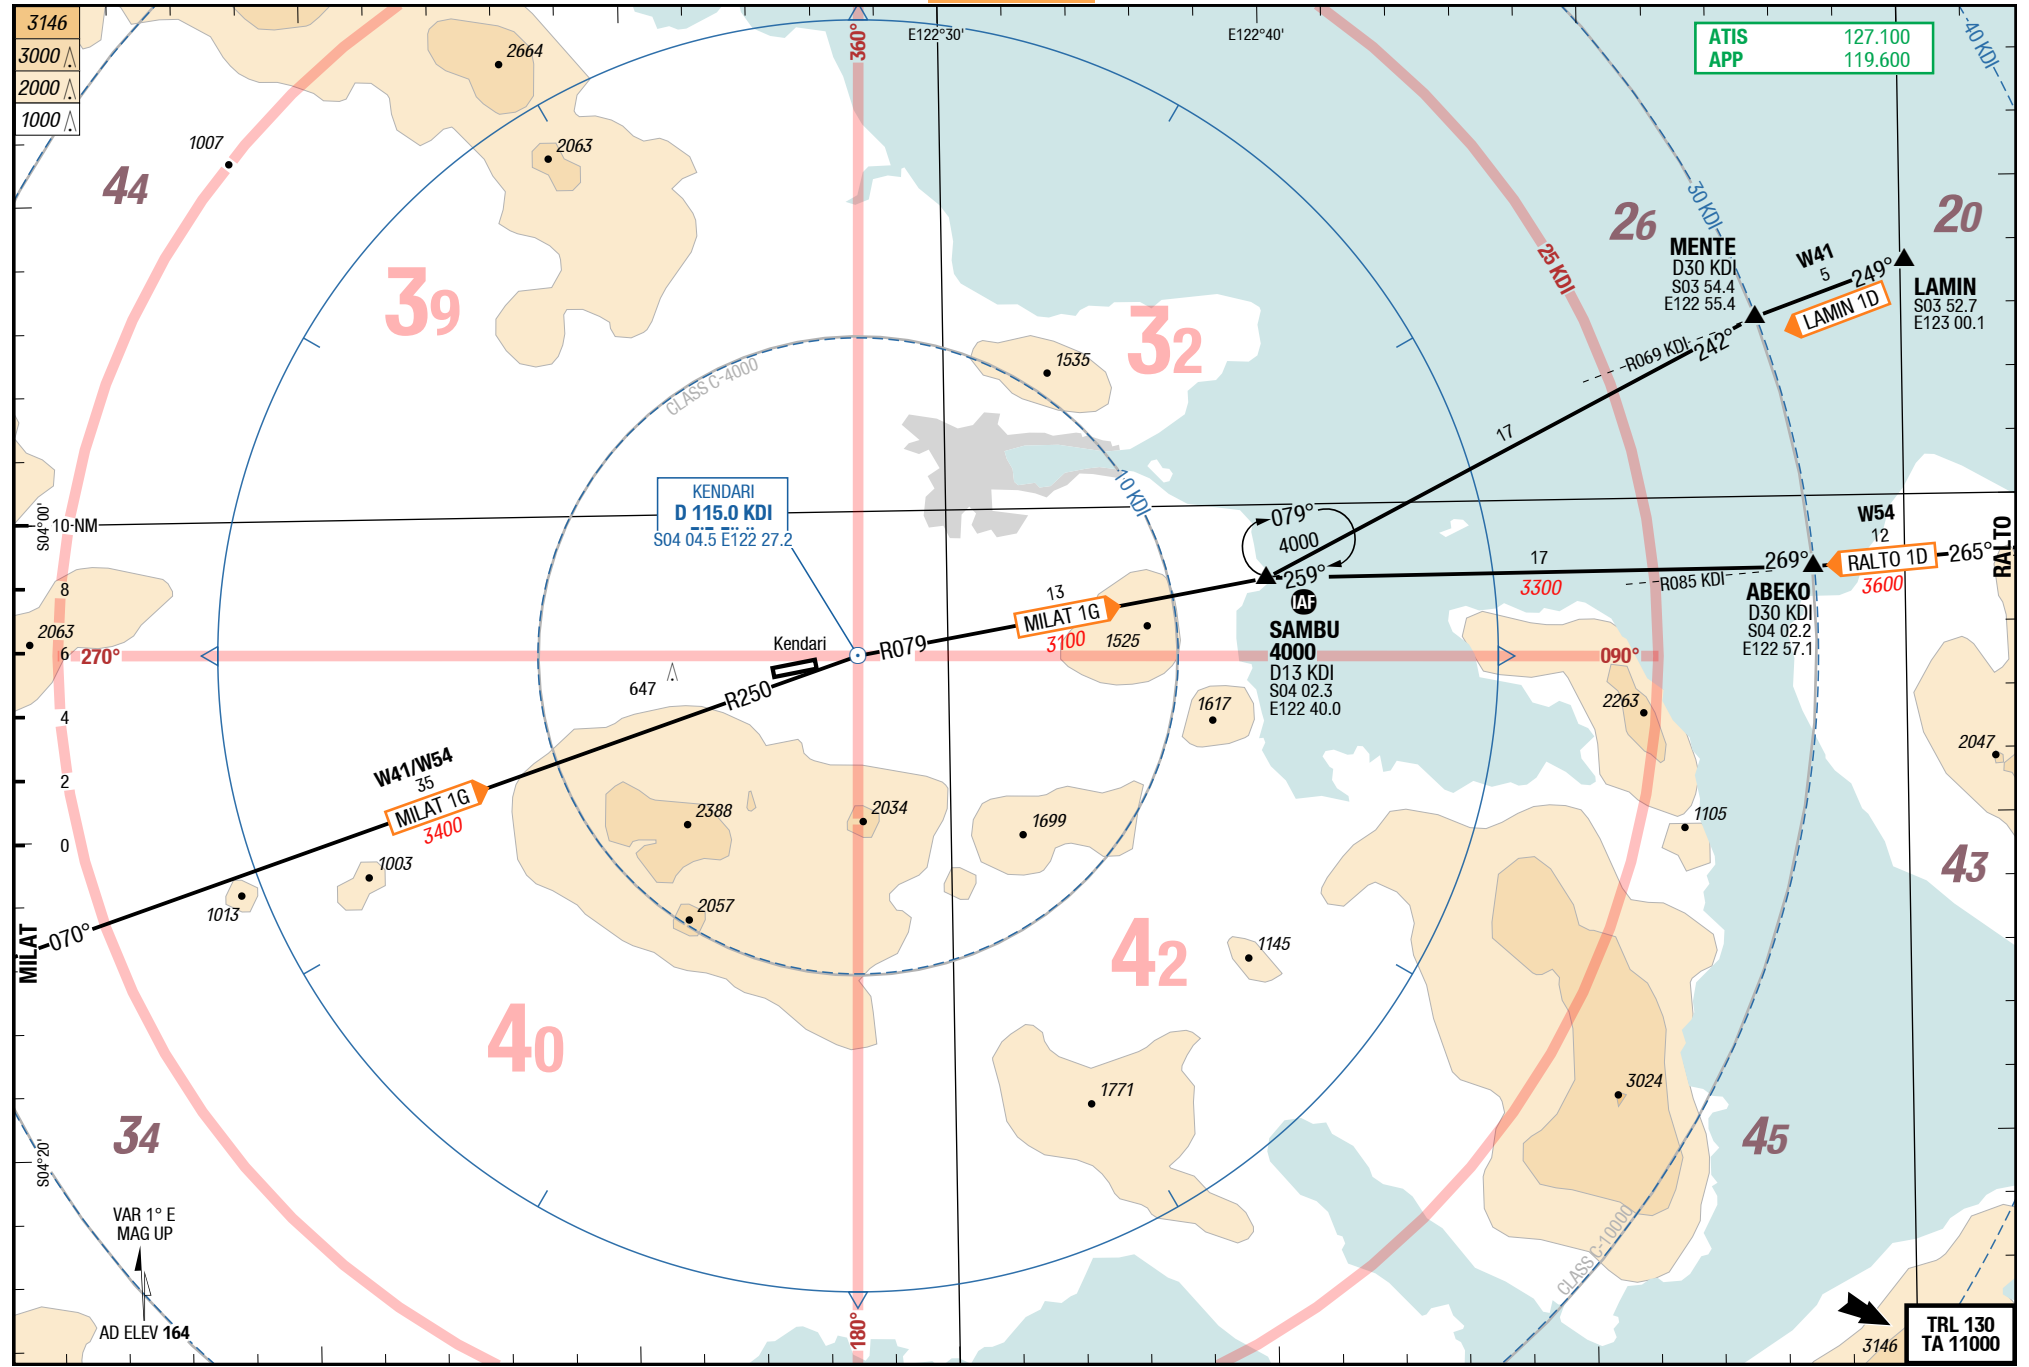 3146
3000
2000
1000
2664
2063
1007
44
39
360°
E122°30'
E122°40'
ATIS 127.100
APP 119.600
40 KDI
30 KDI
26
20
MENTE
D30 KDI
S03 54.4
E122 55.4
W41
5
249°
LAMIN 1D
LAMIN
S03 52.7
E123 00.1
25 KDI
R069 KDI
242°
32
1535
CLASS C-4000
17
10 KDI
KENDARI
D 115.0 KDI
S04 04.5 E122 27.2
S04°00'
10 NM
8
6
4
2
0
2063
270°
079°
4000
259°
IAF
SAMBU
4000
D13 KDI
S04 02.3
E122 40.0
17
3300
R085 KDI
269°
ABEKO
D30 KDI
S04 02.2
E122 57.1
W54
12
RALTO 1D
3600
265°
RALTO
13
MILAT 1G
3100
1525
R079
Kendari
647
R250
090°
2263
1617
2047
W41/W54
35
MILAT 1G
3400
2388
2034
1699
1105
1003
1013
2057
43
MILAT
070°
42
1145
40
1771
3024
34
45
S04°20'
VAR 1° E
MAG UP
AD ELEV 164
180°
CLASS C-10000
3146
TRL 130
TA 11000